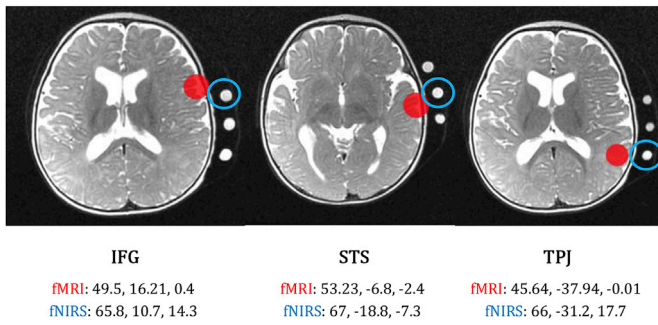 IFG
fMRI: 49.5, 16.21, 0.4
fNIRS: 65.8, 10.7, 14.3
STS
fMRI: 53.23, -6.8, -2.4
fNIRS: 67, -18.8, -7.3
TPJ
fMRI: 45.64, -37.94, -0.01
fNIRS: 66, -31.2, 17.7